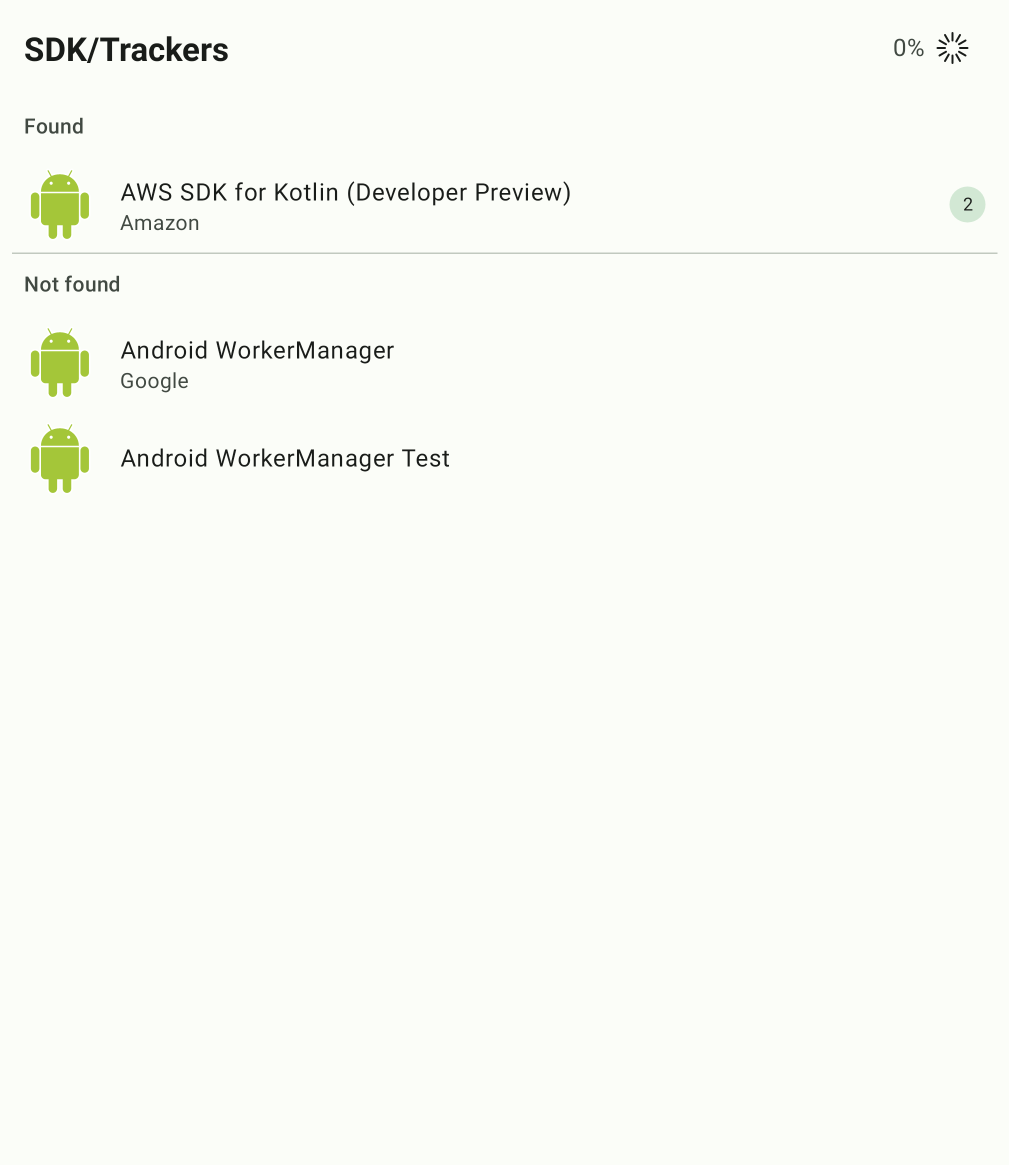 SDK/Trackers
0%
Found
AWS SDK for Kotlin (Developer Preview)
Amazon
2
Not found
Android WorkerManager
Google
Android WorkerManager Test